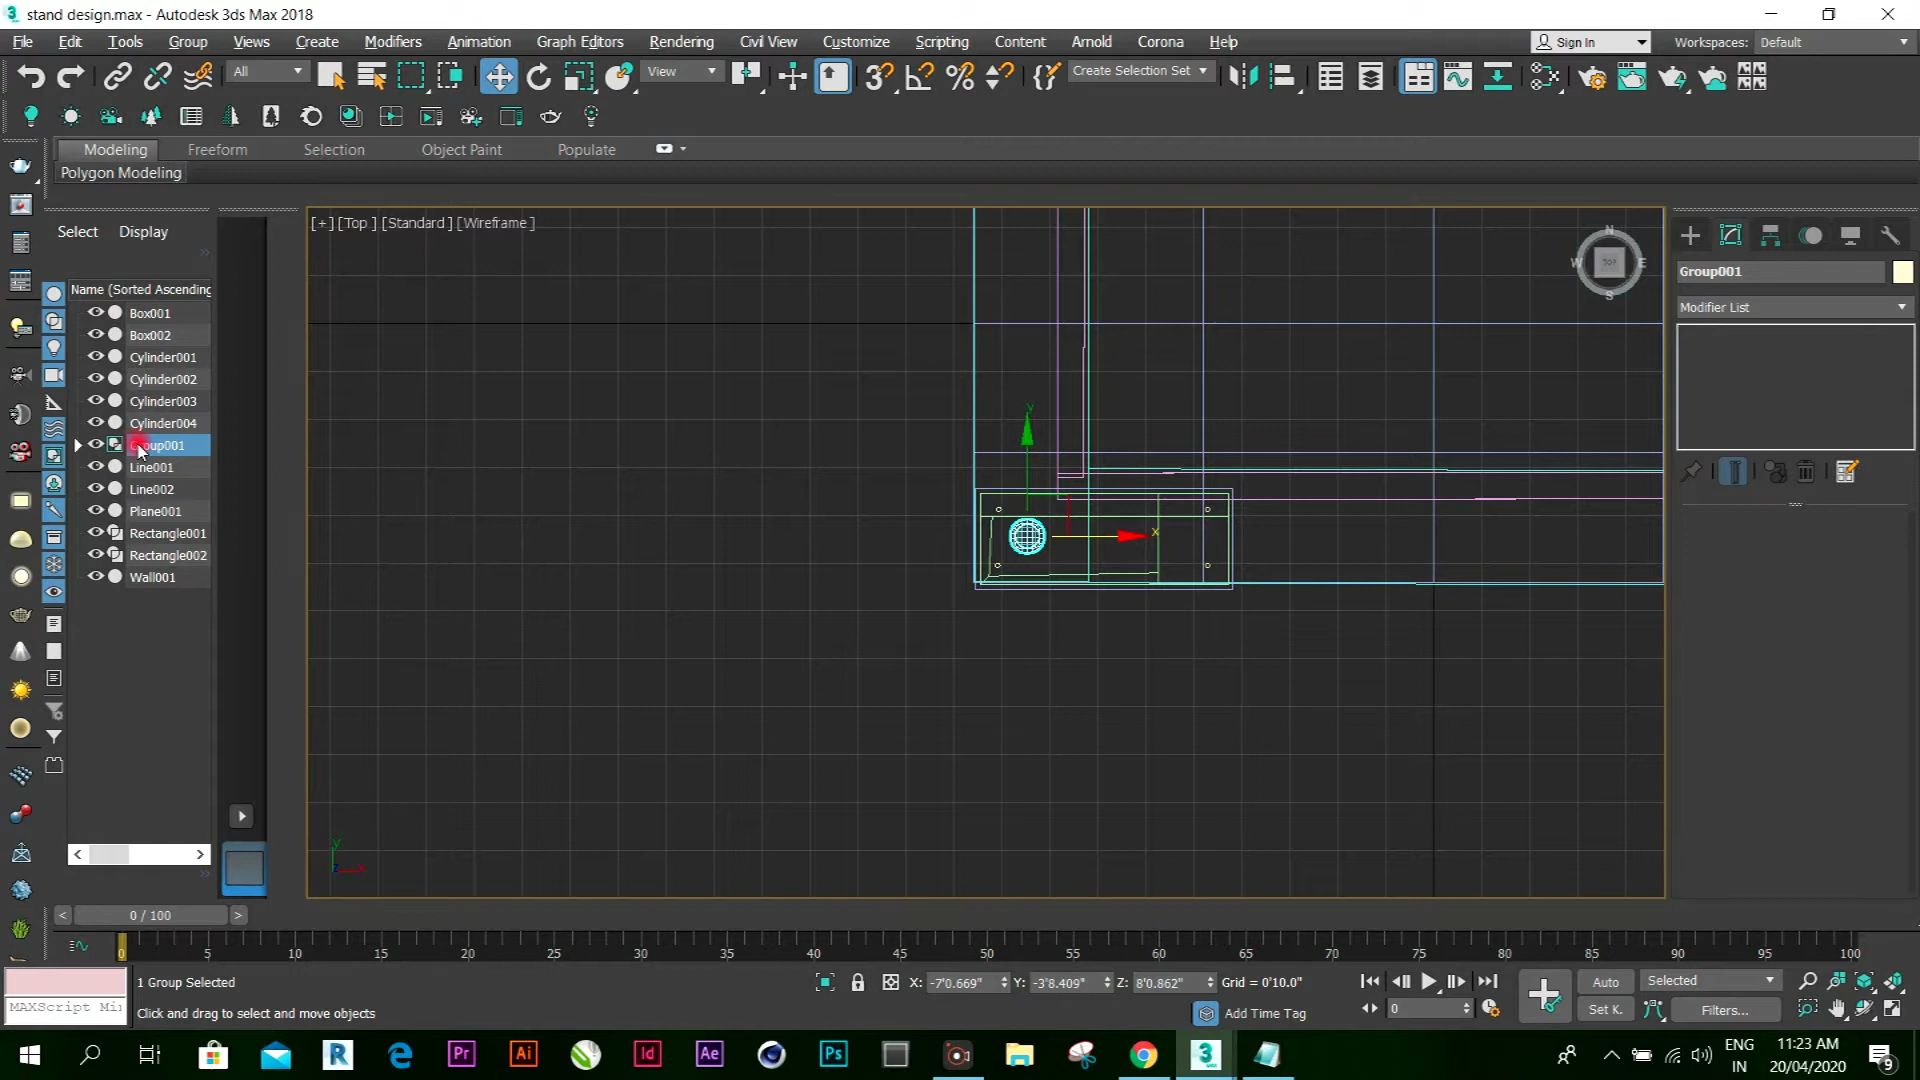 stand design.max - Autodesk 3ds Max 2018
File Edit Tools Group Views Create Modifiers Animation Graph Editors Rendering Civil View Customize Scripting Content Arnold Corona Help
Sign In Workspaces: Default
All View Create Selection Set
Modeling Freeform Selection Object Paint Populate
Polygon Modeling
Select Display
[+] [Top ] [Standard ] [Wireframe ]
N
W TOP E
S
Group001
Name (Sorted Ascending
Modifier List
Box001
Box002
Cylinder001
Cylinder002
Cylinder003
Cylinder004
Group001
Line001
Line002
Plane001
Rectangle001
Rectangle002
Wall001
y
x
y
z x
0 / 100
0 5 10 15 20 25 30 35 40 45 50 55 60 65 70 75 80 85 90 95 100
1 Group Selected
X: -7'0.669" Y: -3'8.409" Z: 8'0.862" Grid = 0'10.0"
Auto Selected
MAXScript Mi
Click and drag to select and move objects
Add Time Tag
0
Set K. Filters...
ENG
IN
11:23 AM
20/04/2020
9